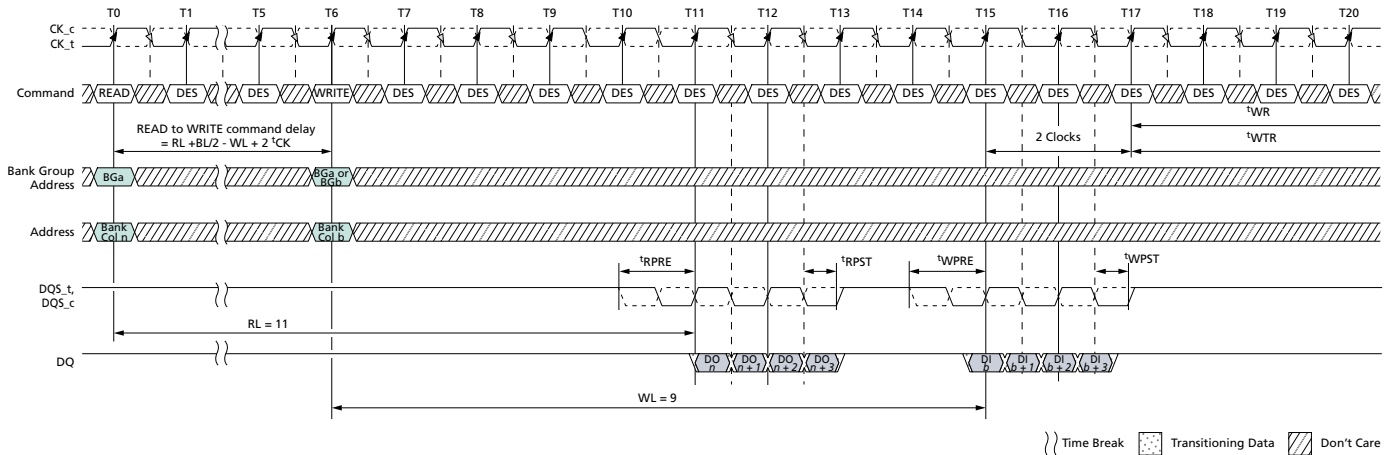 T0 T1 T5 T6 T7 T8 T9 T10 T11 T12 T13 T14 T15 T16 T17 T18 T19 T20
CK_c
CK_t
Command READ DES DES WRITE DES DES DES DES DES DES DES DES DES DES DES DES DES DES
READ to WRITE command delay
= RL +BL/2 - WL + 2 tCK
tWR
2 Clocks
tWTR
Bank Group
Address
BGa
BGa or
BGb
Address
Bank
Col n
Bank
Col b
tRPRE tRPST tWPRE tWPST
DQS_t,
DQS_c
RL = 11
DQ
DO
n
DO
n + 1
DO
n + 2
DO
n + 3
DI
b
DI
b + 1
DI
b + 2
DI
b + 3
WL = 9
Time Break Transitioning Data Don't Care